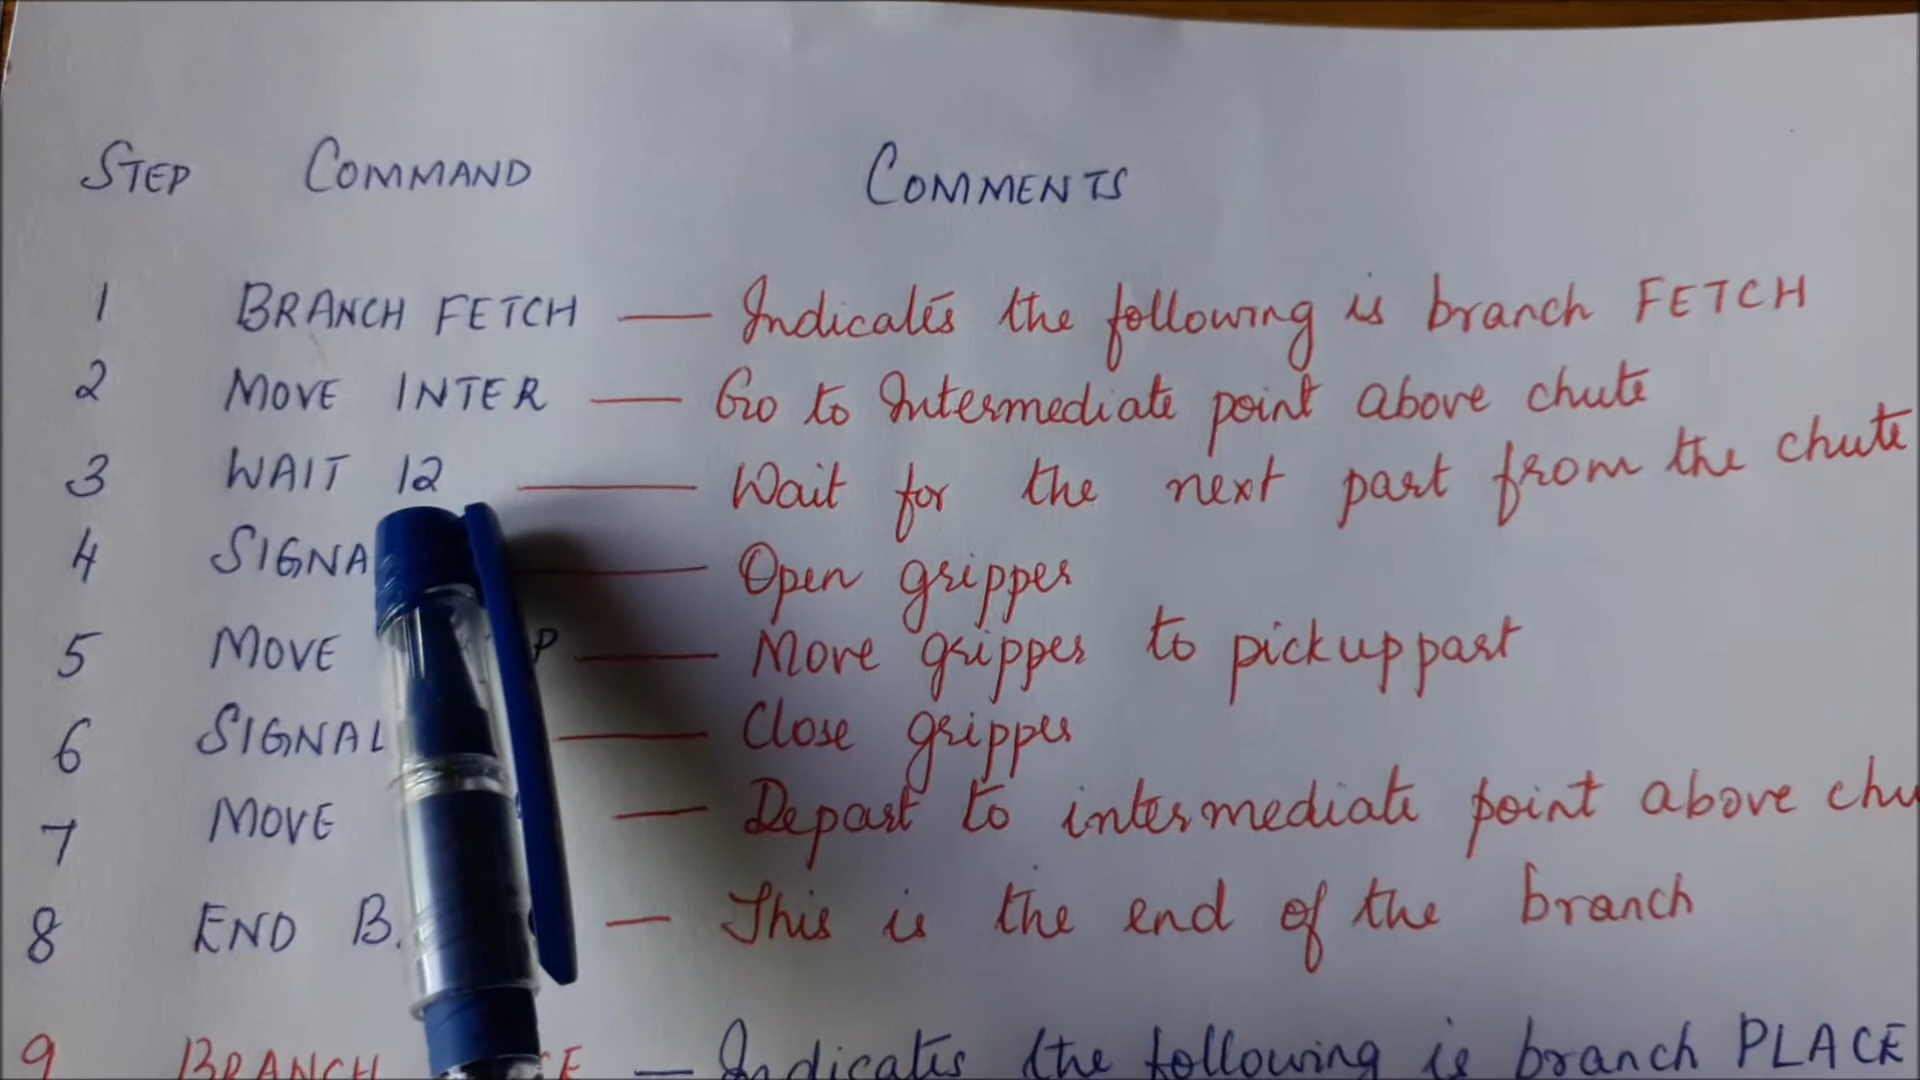 STEP COMMAND COMMENTS
1 BRANCH FETCH — Indicates the following is branch FETCH
2 MOVE INTER — Go to Intermediate point above chute
3 WAIT 12 — Wait for the next part from the chute
4 — Open gripper
5 MOVE — Move gripper to pickup part
6 SIGNAL — Close gripper
7 MOVE — Depart to intermediate point above
8 END — This is the end of the branch
9 BRANCH — Indicates the following is branch PLACE